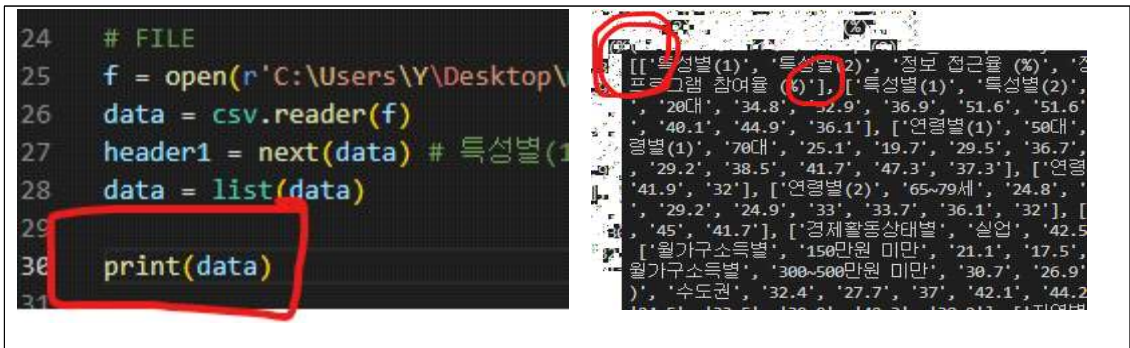 24 # FILE
25 f = open(r'C:\Users\Y\Desktop\
26 data = csv.reader(f)
27 header1 = next(data) # 특성별(1
28 data = list(data)
29
30 print(data)
31
(%)
[['특성별(1)', '특성별(2)', '정보 접근율 (%)',
프로그램 참여율 (%)'], ['특성별(1)', '특성별(2)',
, '20대', '34.8', '32.9', '36.9', '51.6', '51.6'
, '40.1', '44.9', '36.1'], ['연령별(1)', '50대',
령별(1)', '70대', '25.1', '19.7', '29.5', '36.7',
, '29.2', '38.5', '41.7', '47.3', '37.3'], ['연령
'41.9', '32'], ['연령별(2)', '65~79세', '24.8', '
', '29.2', '24.9', '33', '33.7', '36.1', '32'], [
, '45', '41.7'], ['경제활동상태별', '실업', '42.5
['월가구소득별', '150만원 미만', '21.1', '17.5',
월가구소득별', '300~500만원 미만', '30.7', '26.9'
)', '수도권', '32.4', '27.7', '37', '42.1', '44.2